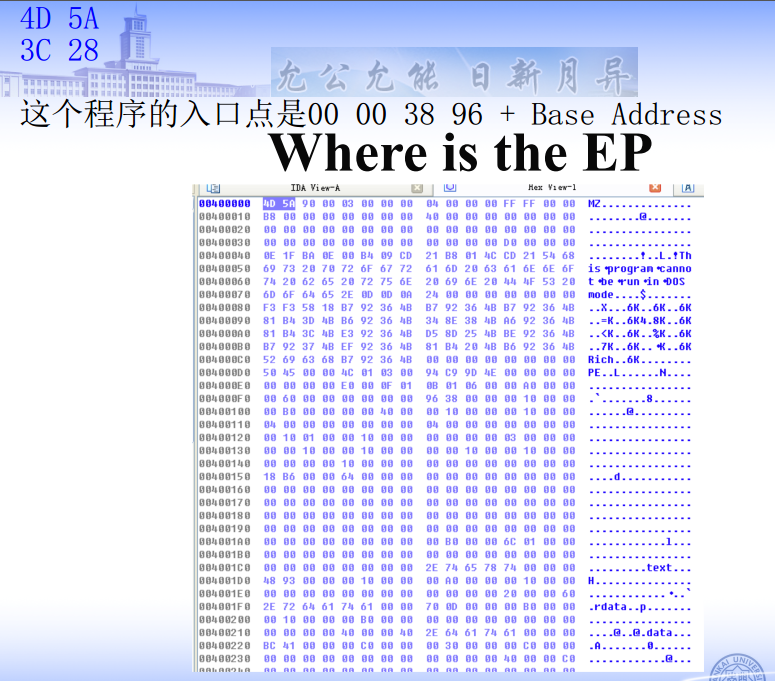 4D 5A
3C 28
允公允能 日新月异
这个程序的入口点是00 00 38 96 + Base Address
Where is the EP
IDA View-A Hex View-1 A
00400000 4D 5A 90 00 03 00 00 00 04 00 00 00 FF FF 00 00 MZ..............
00400010 B8 00 00 00 00 00 00 00 40 00 00 00 00 00 00 00 ........@.......
00400020 00 00 00 00 00 00 00 00 00 00 00 00 00 00 00 00 ................
00400030 00 00 00 00 00 00 00 00 00 00 00 00 D0 00 00 00 ................
00400040 0E 1F BA 0E 00 B4 09 CD 21 B8 01 4C CD 21 54 68 ........!..L.!Th
00400050 69 73 20 70 72 6F 67 72 61 6D 20 63 61 6E 6E 6F is•program•canno
00400060 74 20 62 65 20 72 75 6E 20 69 6E 20 44 4F 53 20 t•be•run•in•DOS
00400070 6D 6F 64 65 2E 0D 0D 0A 24 00 00 00 00 00 00 00 mode....$.......
00400080 F3 F3 58 18 B7 92 36 4B B7 92 36 4B B7 92 36 4B ..X...6K..6K..6K
00400090 81 B4 3D 4B B6 92 36 4B 34 8E 38 4B A6 92 36 4B ..=K..6K4.8K..6K
004000A0 81 B4 3C 4B E3 92 36 4B D5 8D 25 4B BE 92 36 4B ..<K..6K..%K..6K
004000B0 B7 92 37 4B EF 92 36 4B 81 B4 20 4B B6 92 36 4B ..7K..6K..•K..6K
004000C0 52 69 63 68 B7 92 36 4B 00 00 00 00 00 00 00 00 Rich..6K........
004000D0 50 45 00 00 4C 01 03 00 94 C9 9D 4E 00 00 00 00 PE..L......N....
004000E0 00 00 00 00 E0 00 0F 01 0B 01 06 00 00 A0 00 00 ................
004000F0 00 60 00 00 00 00 00 00 96 38 00 00 00 10 00 00 .`.......8......
00400100 00 B0 00 00 00 00 40 00 00 10 00 00 00 10 00 00 ......@.........
00400110 04 00 00 00 00 00 00 00 04 00 00 00 00 00 00 00 ................
00400120 00 10 01 00 00 10 00 00 00 00 00 00 03 00 00 00 ................
00400130 00 00 10 00 00 10 00 00 00 00 10 00 00 10 00 00 ................
00400140 00 00 00 00 10 00 00 00 00 00 00 00 00 00 00 00 ................
00400150 18 B6 00 00 64 00 00 00 00 00 00 00 00 00 00 00 ....d...........
00400160 00 00 00 00 00 00 00 00 00 00 00 00 00 00 00 00 ................
00400170 00 00 00 00 00 00 00 00 00 00 00 00 00 00 00 00 ................
00400180 00 00 00 00 00 00 00 00 00 00 00 00 00 00 00 00 ................
00400190 00 00 00 00 00 00 00 00 00 00 00 00 00 00 00 00 ................
004001A0 00 00 00 00 00 00 00 00 00 B0 00 00 6C 01 00 00 ............l...
004001B0 00 00 00 00 00 00 00 00 00 00 00 00 00 00 00 00 ................
004001C0 00 00 00 00 00 00 00 00 2E 74 65 78 74 00 00 00 .........text...
004001D0 48 93 00 00 00 10 00 00 00 A0 00 00 00 10 00 00 H...............
004001E0 00 00 00 00 00 00 00 00 00 00 00 00 20 00 00 60 ............•..`
004001F0 2E 72 64 61 74 61 00 00 70 0D 00 00 00 B0 00 00 .rdata..p.......
00400200 00 10 00 00 00 B0 00 00 00 00 00 00 00 00 00 00 ................
00400210 00 00 00 00 40 00 00 40 2E 64 61 74 61 00 00 00 ....@..@.data...
00400220 BC 41 00 00 00 C0 00 00 00 30 00 00 00 C0 00 00 .A.......0......
00400230 00 00 00 00 00 00 00 00 00 00 00 00 40 00 00 C0 ............@...